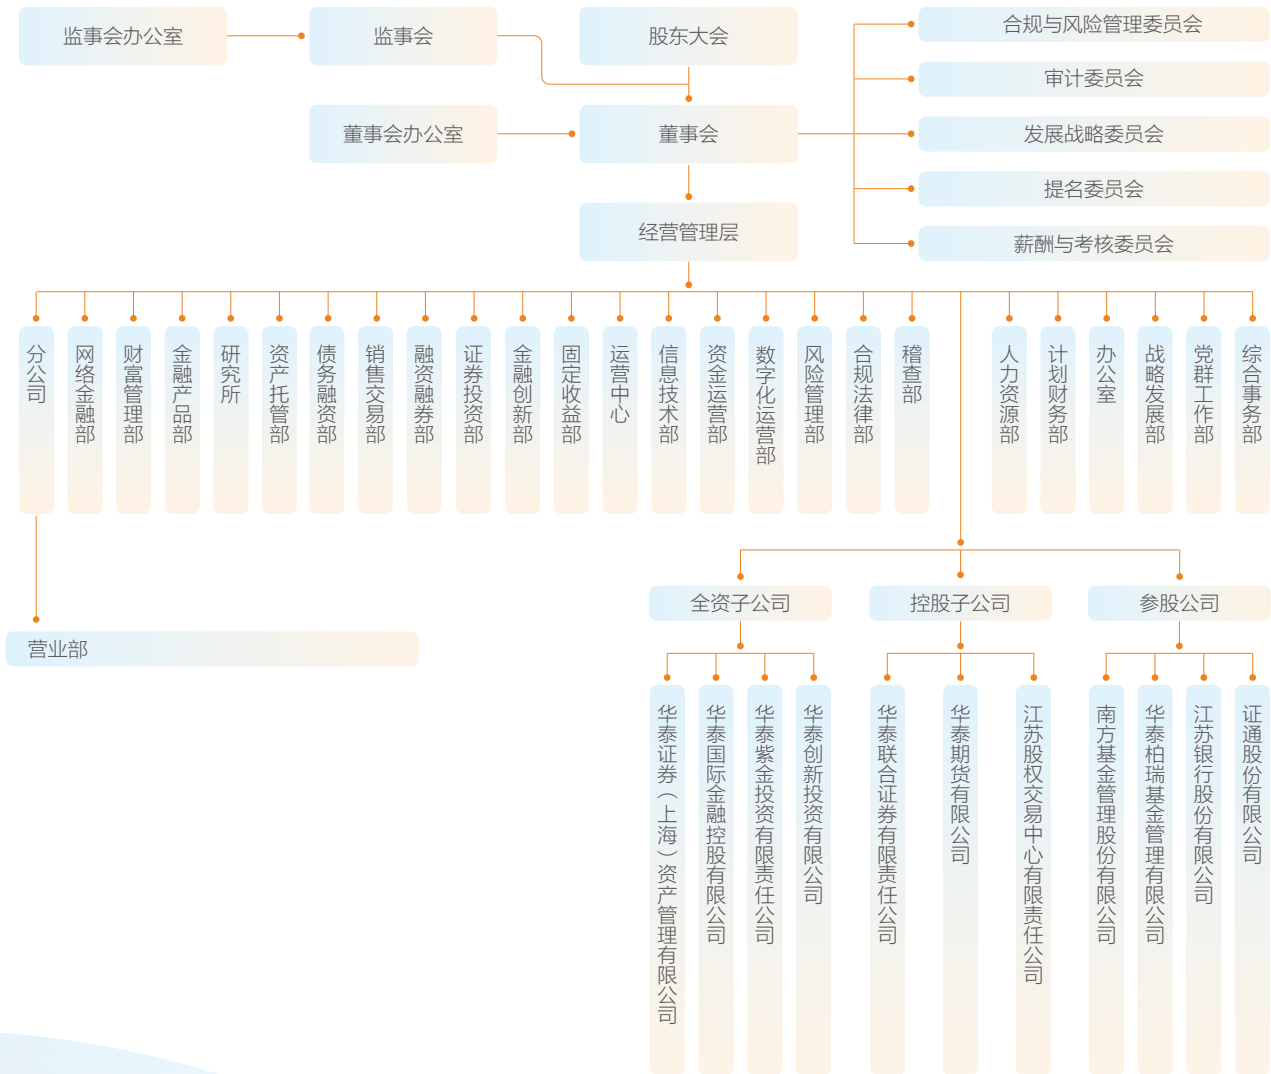 监事会办公室
监事会
股东大会
董事会办公室
董事会
经营管理层
合规与风险管理委员会
审计委员会
发展战略委员会
提名委员会
薪酬与考核委员会
分公司
网络金融部
财富管理部
金融产品部
研究所
资产托管部
债务融资部
销售交易部
融资融券部
证券投资部
金融创新部
固定收益部
运营中心
信息技术部
资金运营部
数字化运营部
风险管理部
合规法律部
稽查部
人力资源部
计划财务部
办公室
战略发展部
党群工作部
综合事务部
营业部
全资子公司
控股子公司
参股公司
华泰证券（上海）资产管理有限公司
华泰国际金融控股有限公司
华泰紫金投资有限责任公司
华泰创新投资有限公司
华泰联合证券有限责任公司
华泰期货有限公司
江苏股权交易中心有限责任公司
南方基金管理股份有限公司
华泰柏瑞基金管理有限公司
江苏银行股份有限公司
证通股份有限公司